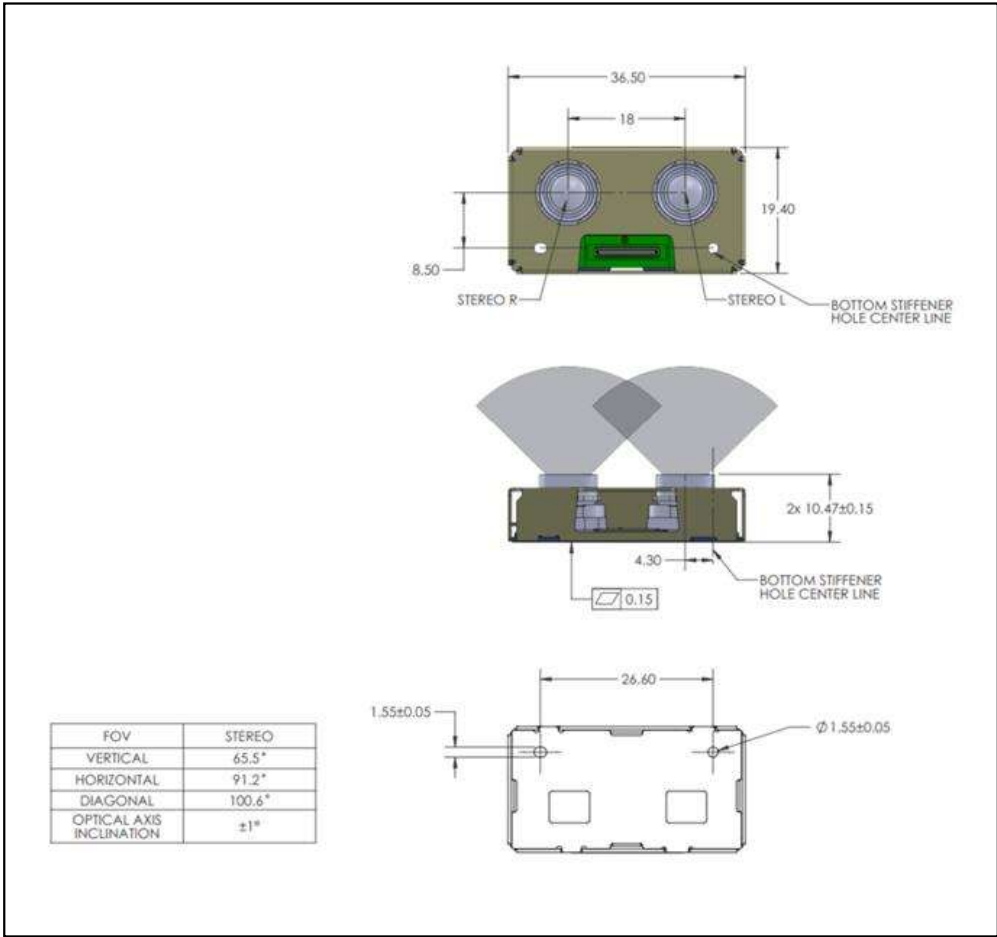 36.50
18
19.40
8.50
STEREO R
STEREO L
BOTTOM STIFFENER
HOLE CENTER LINE
2x 10.47±0.15
4.30
BOTTOM STIFFENER
HOLE CENTER LINE
0.15
26.60
1.55±0.05
Ø1.55±0.05
FOV STEREO
VERTICAL 65.5°
HORIZONTAL 91.2°
DIAGONAL 100.6°
OPTICAL AXIS
INCLINATION ±1°